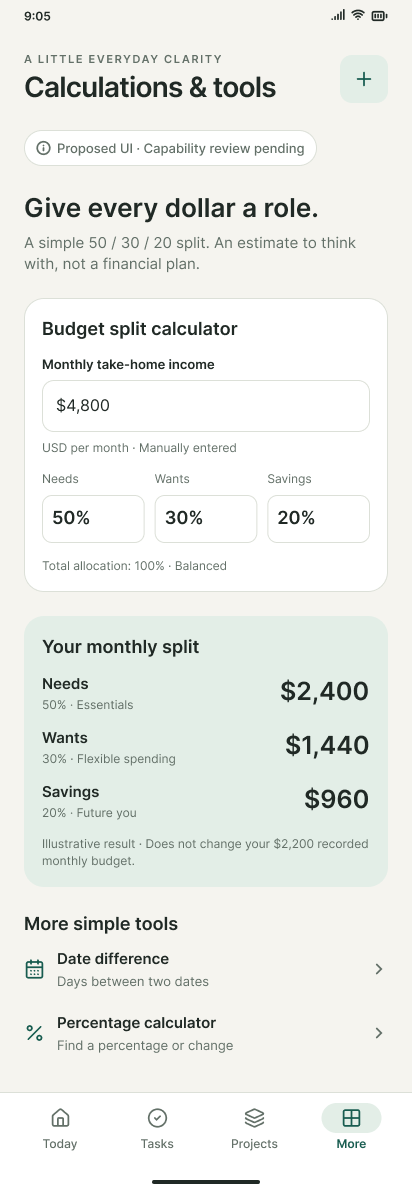 9:05
A LITTLE EVERYDAY CLARITY
Calculations & tools
Proposed UI · Capability review pending
Give every dollar a role.
A simple 50 / 30 / 20 split. An estimate to think
with, not a financial plan.
Budget split calculator
Monthly take-home income
$4,800
USD per month · Manually entered
Needs Wants Savings
50% 30% 20%
Total allocation: 100% · Balanced
Your monthly split
Needs $2,400
50% · Essentials
Wants $1,440
30% · Flexible spending
Savings $960
20% · Future you
Illustrative result · Does not change your $2,200 recorded
monthly budget.
More simple tools
Date difference
Days between two dates
Percentage calculator
Find a percentage or change
Today Tasks Projects More